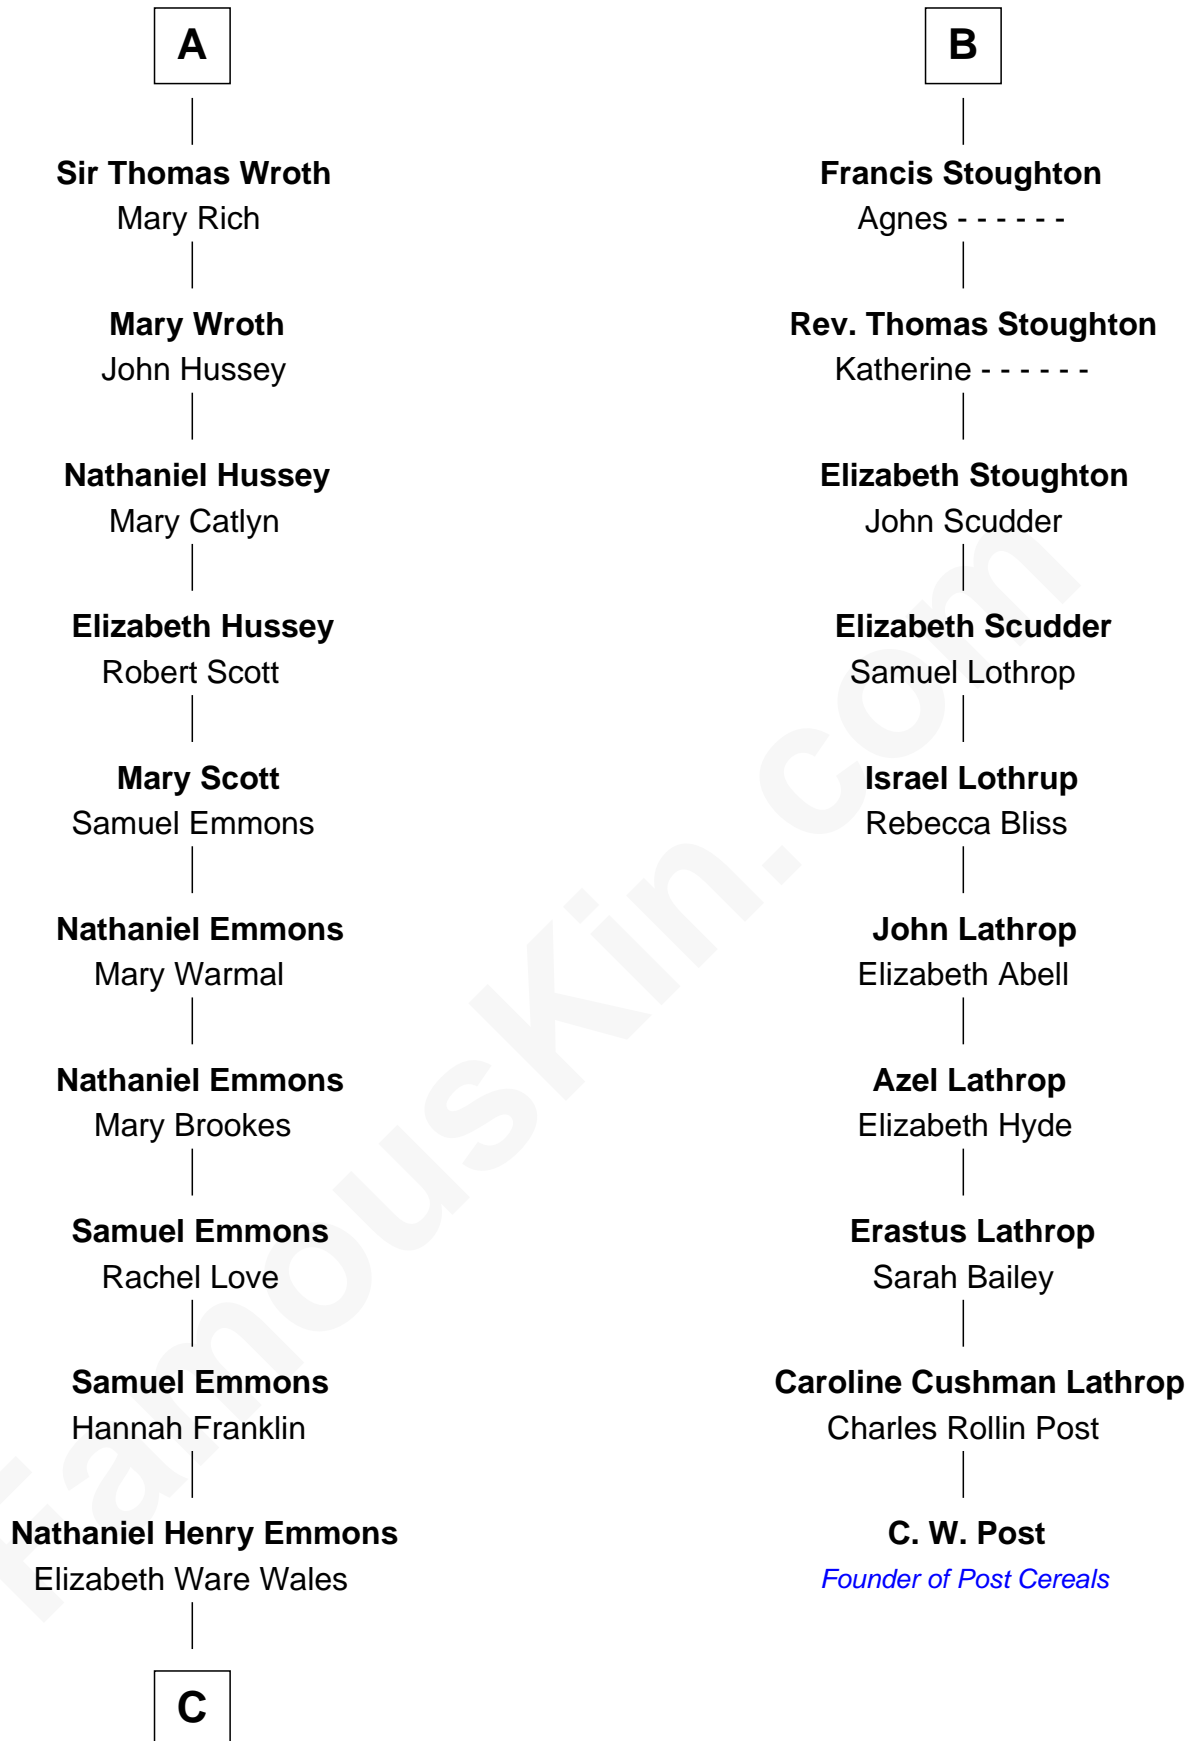 A
Sir Thomas Wroth
Mary Rich
Mary Wroth
John Hussey
Nathaniel Hussey
Mary Catlyn
Elizabeth Hussey
Robert Scott
Mary Scott
Samuel Emmons
Nathaniel Emmons
Mary Warmal
Nathaniel Emmons
Mary Brookes
Samuel Emmons
Rachel Love
Samuel Emmons
Hannah Franklin
Nathaniel Henry Emmons
Elizabeth Ware Wales
C
B
Francis Stoughton
Agnes - - - - - -
Rev. Thomas Stoughton
Katherine - - - - - -
Elizabeth Stoughton
John Scudder
Elizabeth Scudder
Samuel Lothrop
Israel Lothrup
Rebecca Bliss
John Lathrop
Elizabeth Abell
Azel Lathrop
Elizabeth Hyde
Erastus Lathrop
Sarah Bailey
Caroline Cushman Lathrop
Charles Rollin Post
C. W. Post
Founder of Post Cereals
FamousKin.com